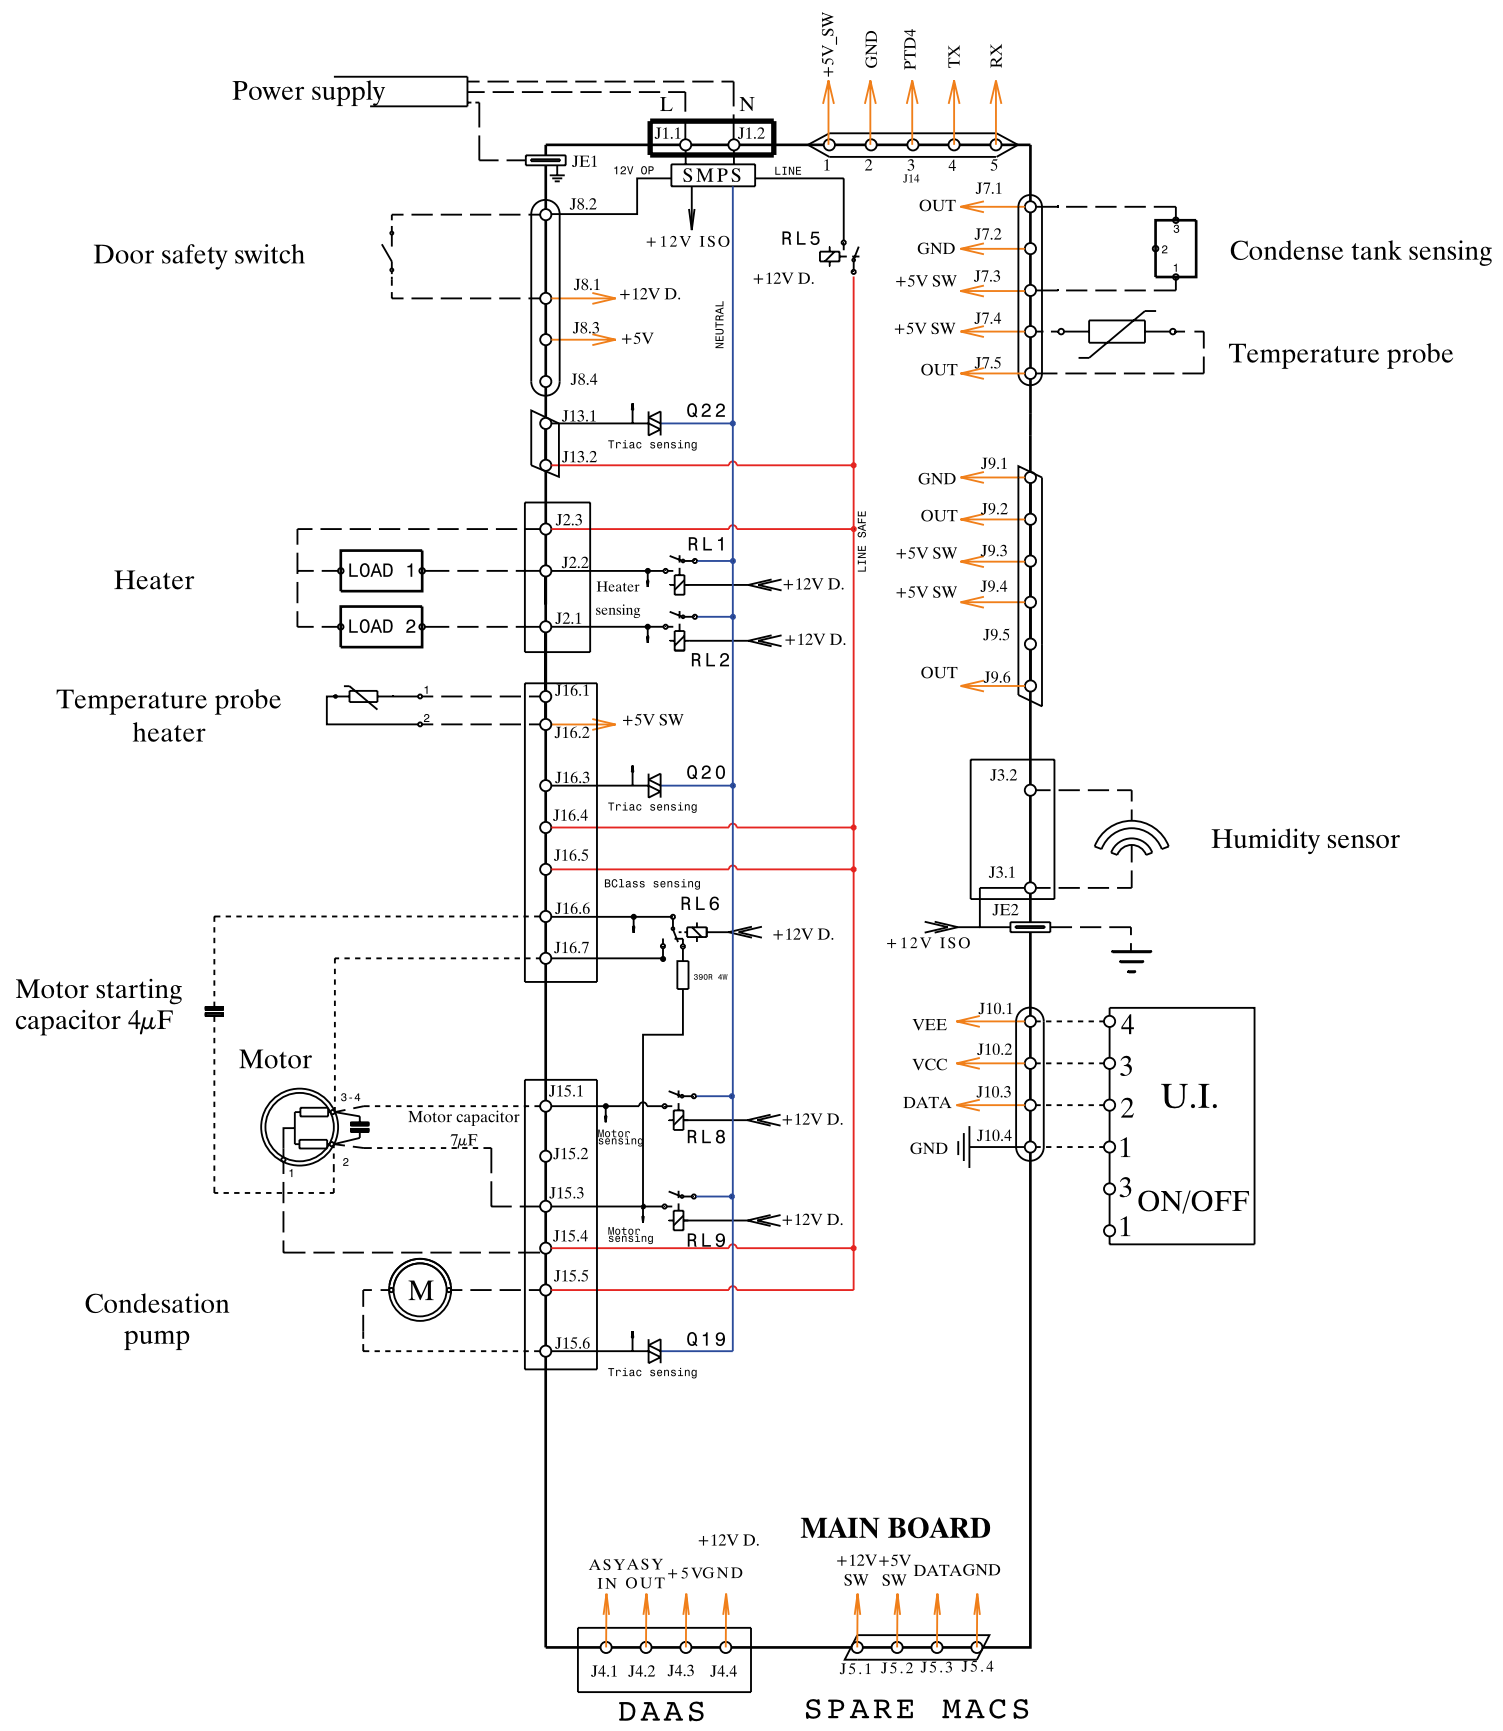 +5V_SW
GND
PTD4
TX
RX
Power supply
L
N
J1.1
J1.2
1
2
3
4
5
J14
JE1
12V OP
SMPS
LINE
J8.2
+12V ISO
RL5
+12V D.
Door safety switch
J8.1
+12V D.
J8.3
+5V
J8.4
NEUTRAL
J7.1
OUT
J7.2
GND
J7.3
+5V SW
J7.4
+5V SW
J7.5
OUT
3
2
1
Condense tank sensing
Temperature probe
J13.1
Q22
Triac sensing
J13.2
LINE SAFE
J9.1
GND
J9.2
OUT
J9.3
+5V SW
J9.4
+5V SW
J9.5
J9.6
OUT
Heater
LOAD 1
LOAD 2
J2.3
J2.2
J2.1
Heater
sensing
RL1
+12V D.
RL2
+12V D.
Temperature probe
heater
1
2
J16.1
J16.2
+5V SW
J16.3
Q20
Triac sensing
J16.4
J16.5
BClass sensing
J16.6
RL6
+12V D.
J16.7
390R 4W
J3.2
J3.1
Humidity sensor
JE2
+12V ISO
Motor starting
capacitor 4μF
Motor
3-4
2
1
Motor capacitor
7μF
J15.1
Motor
sensing
RL8
+12V D.
J15.2
J15.3
Motor
sensing
RL9
+12V D.
J15.4
J15.5
J15.6
Q19
Triac sensing
M
Condesation
pump
J10.1
VEE
J10.2
VCC
J10.3
DATA
J10.4
GND
4
3
2
1
3
1
U.I.
ON/OFF
MAIN BOARD
+12V D.
ASY ASY
IN OUT +5V GND
+12V +5V
SW SW DATA GND
J4.1 J4.2 J4.3 J4.4
J5.1 J5.2 J5.3 J5.4
DAAS
SPARE MACS